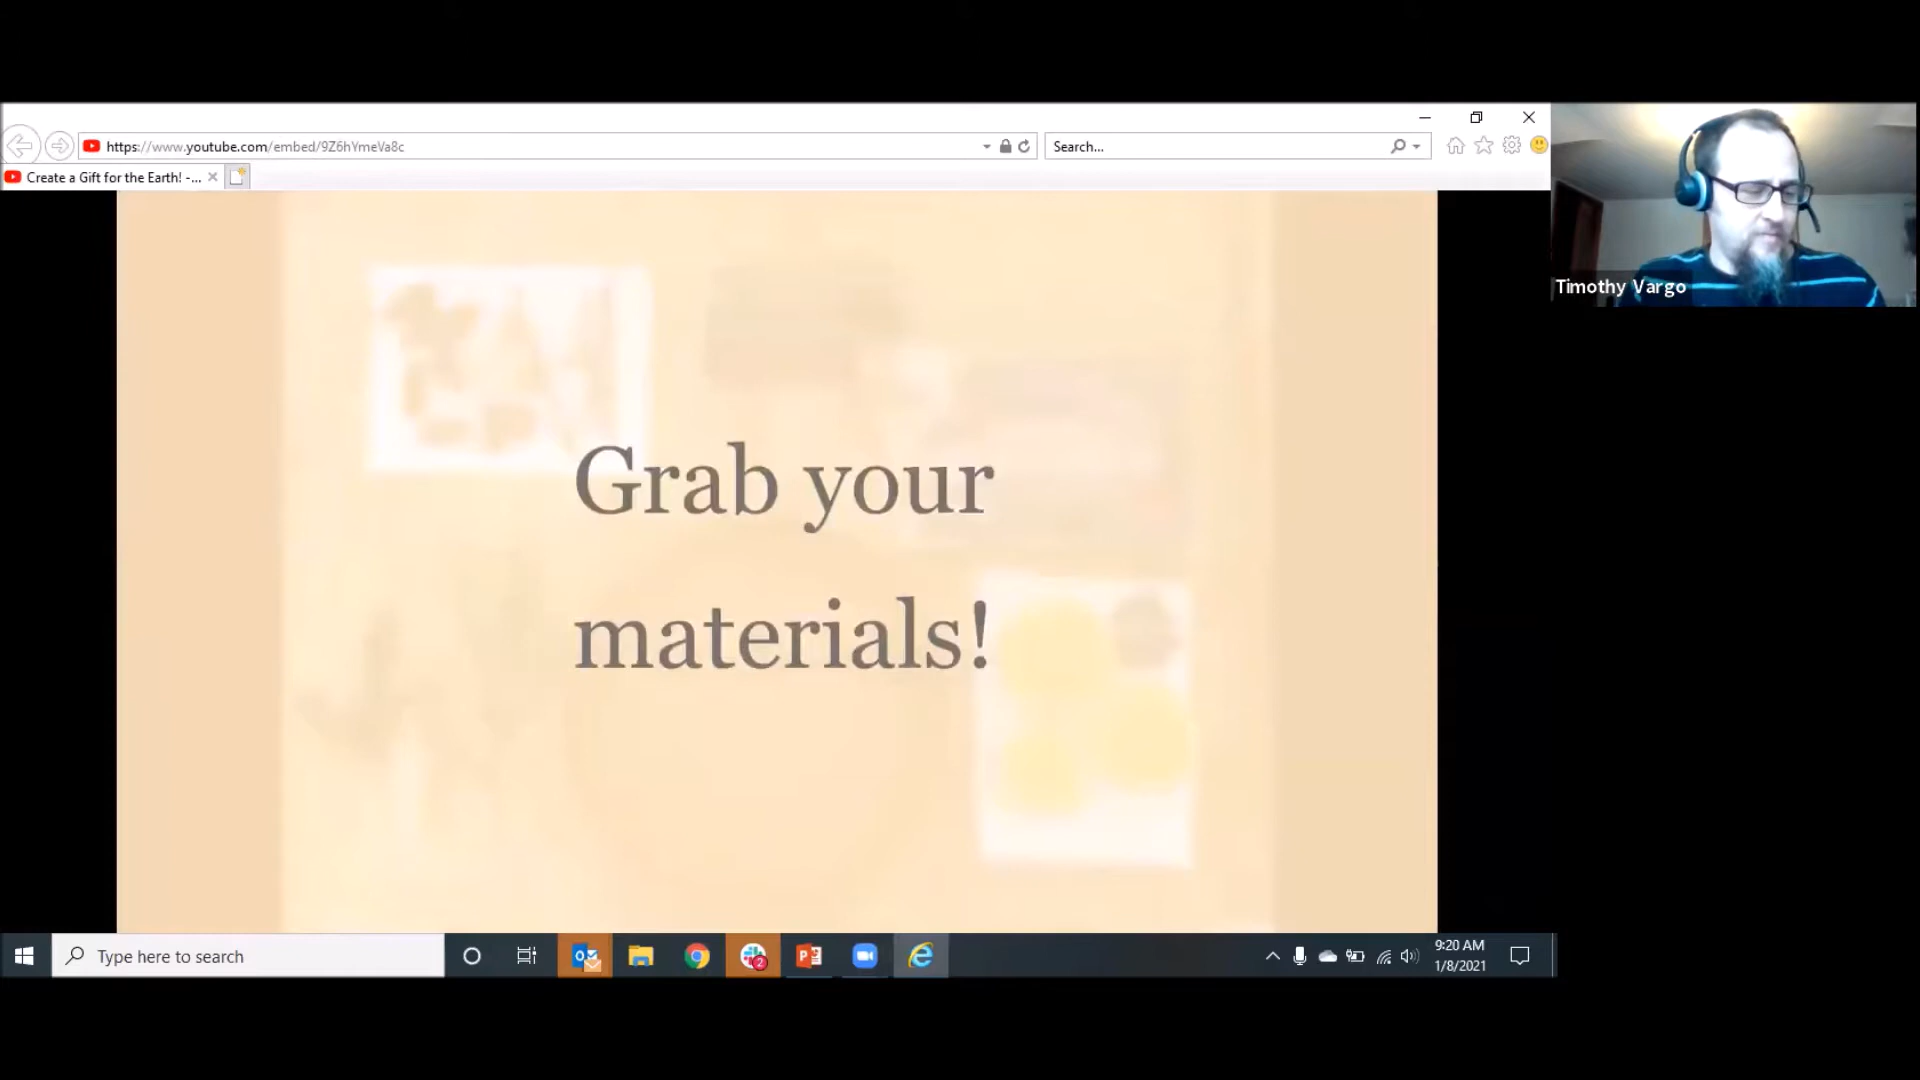 https://www.youtube.com/embed/9Z6hYmeVa8c
Search...
Create a Gift for the Earth! -...
Timothy Vargo
Grab your
materials!
Type here to search
2
9:20 AM
1/8/2021